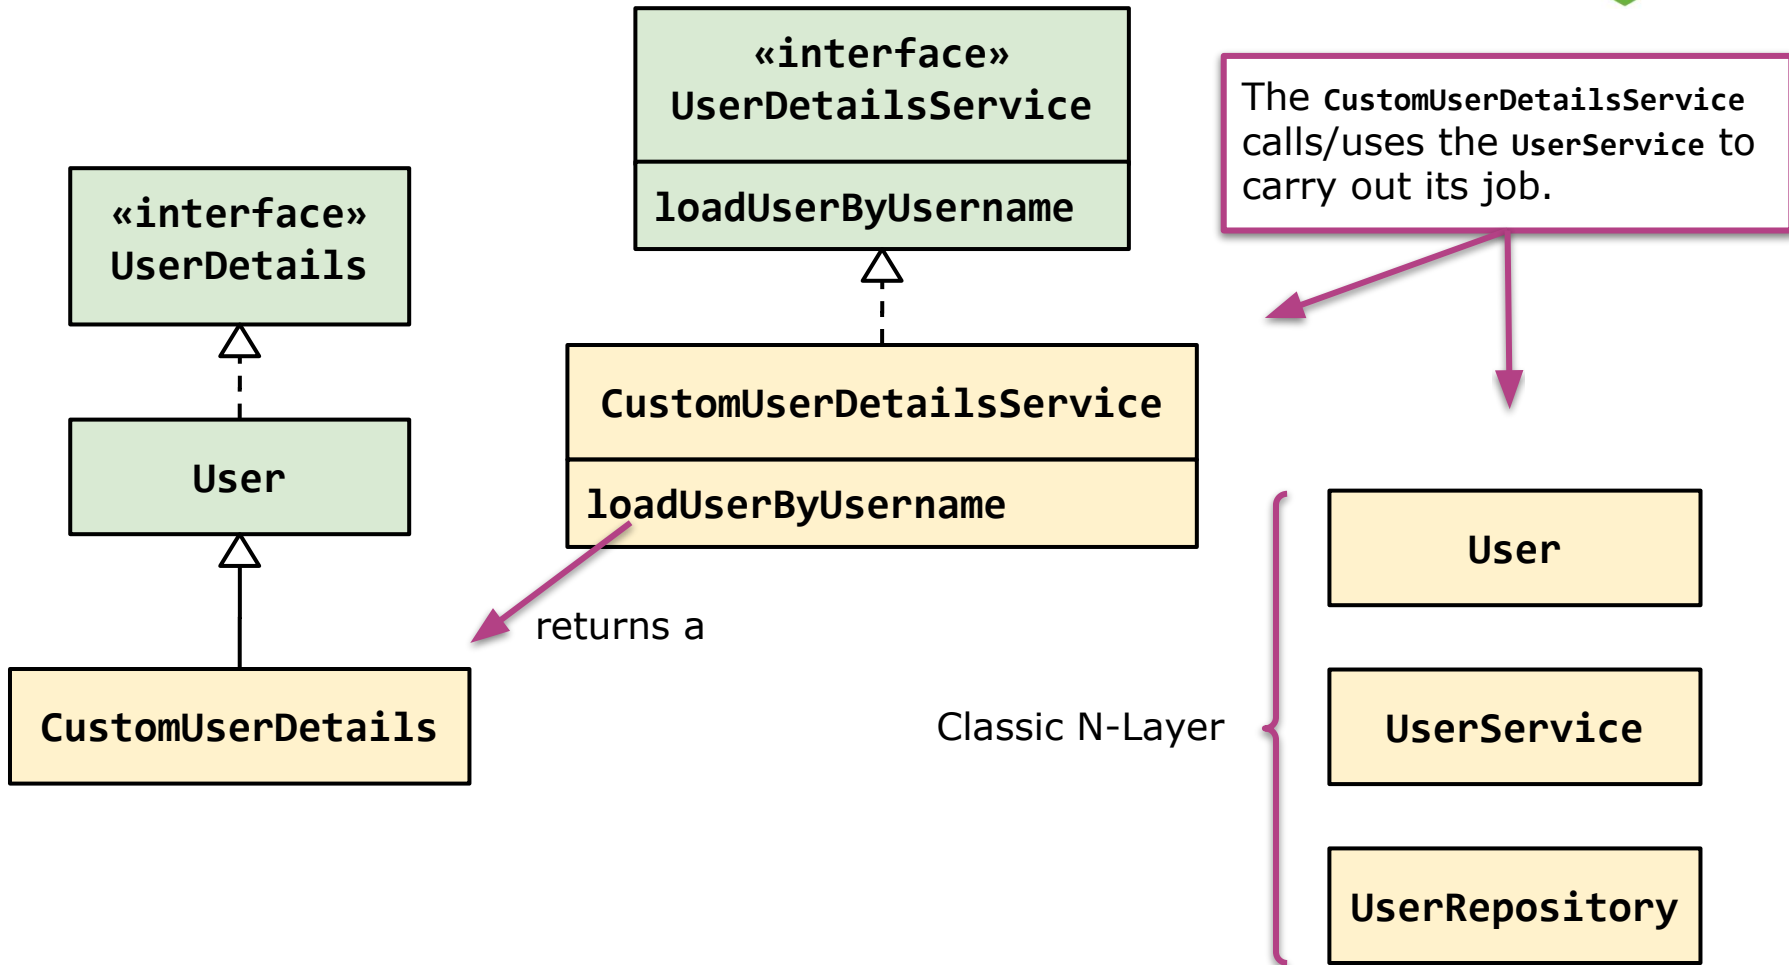 «interface»
UserDetails
User
CustomUserDetails
«interface»
UserDetailsService
loadUserByUsername
CustomUserDetailsService
loadUserByUsername
returns a
The CustomUserDetailsService
calls/uses the UserService to
carry out its job.
Classic N-Layer
User
UserService
UserRepository